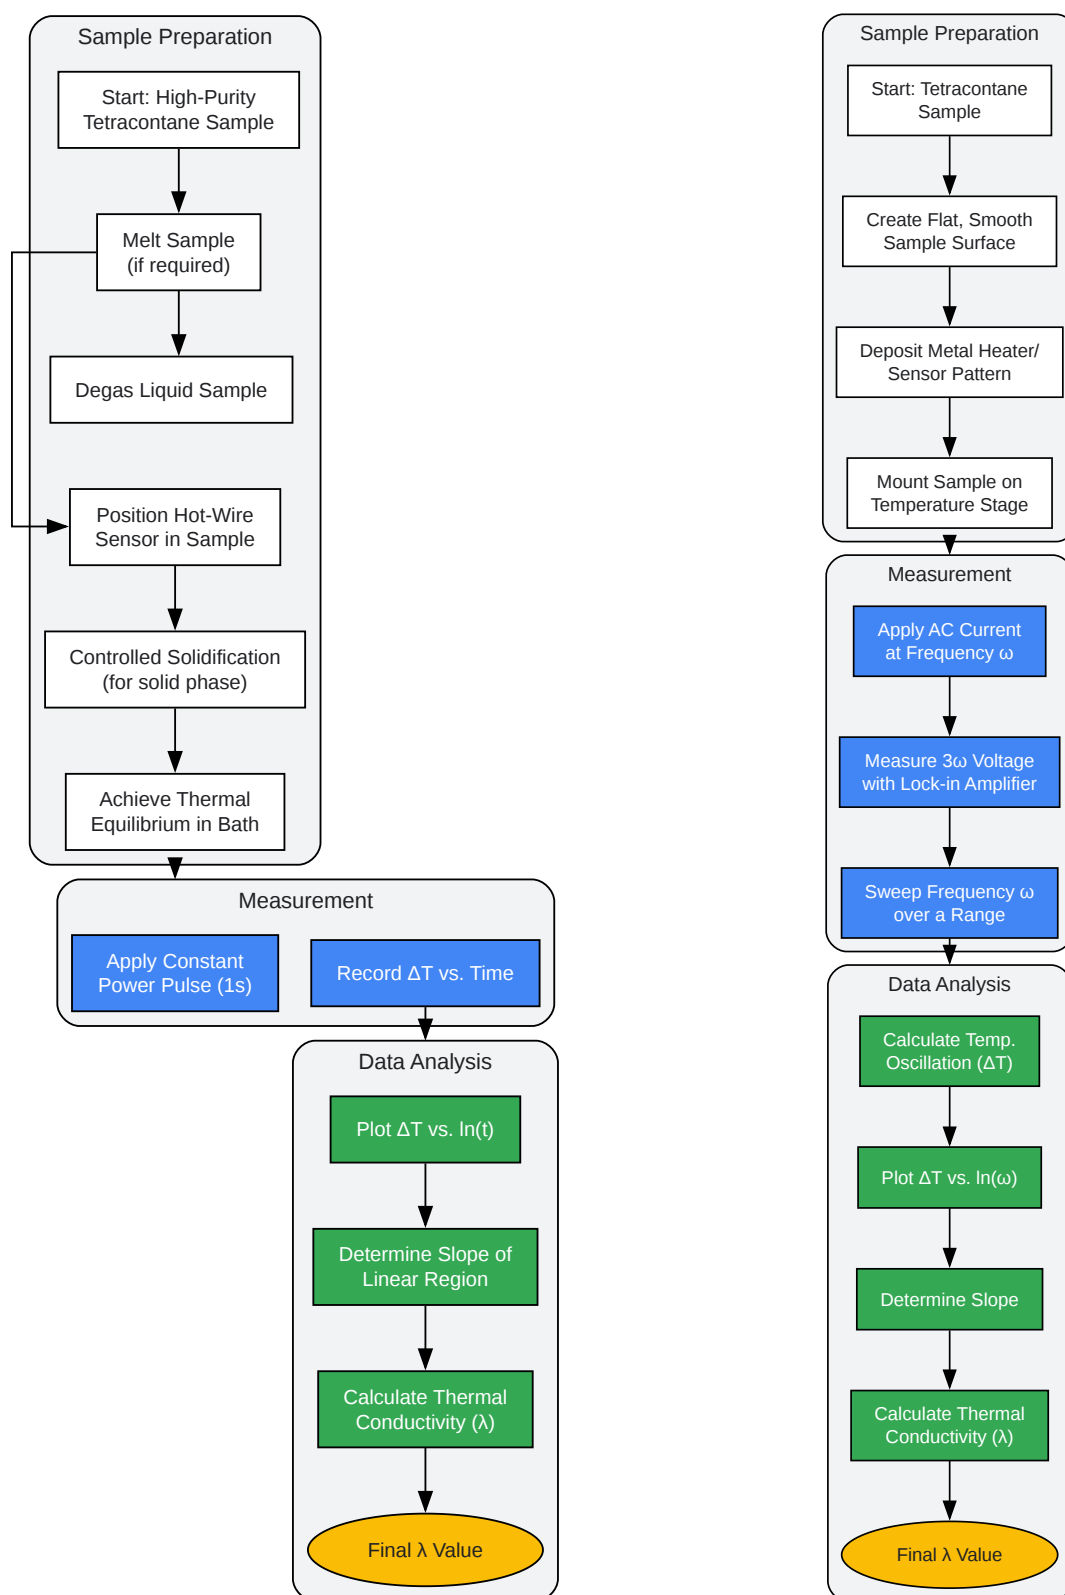 Sample Preparation
Start: High-Purity
Tetracontane Sample
Melt Sample
(if required)
Degas Liquid Sample
Position Hot-Wire
Sensor in Sample
Controlled Solidification
(for solid phase)
Achieve Thermal
Equilibrium in Bath
Measurement
Apply Constant
Power Pulse (1s)
Record ΔT vs. Time
Data Analysis
Plot ΔT vs. ln(t)
Determine Slope of
Linear Region
Calculate Thermal
Conductivity (λ)
Final λ Value
Sample Preparation
Start: Tetracontane
Sample
Create Flat, Smooth
Sample Surface
Deposit Metal Heater/
Sensor Pattern
Mount Sample on
Temperature Stage
Measurement
Apply AC Current
at Frequency ω
Measure 3ω Voltage
with Lock-in Amplifier
Sweep Frequency ω
over a Range
Data Analysis
Calculate Temp.
Oscillation (ΔT)
Plot ΔT vs. ln(ω)
Determine Slope
Calculate Thermal
Conductivity (λ)
Final λ Value